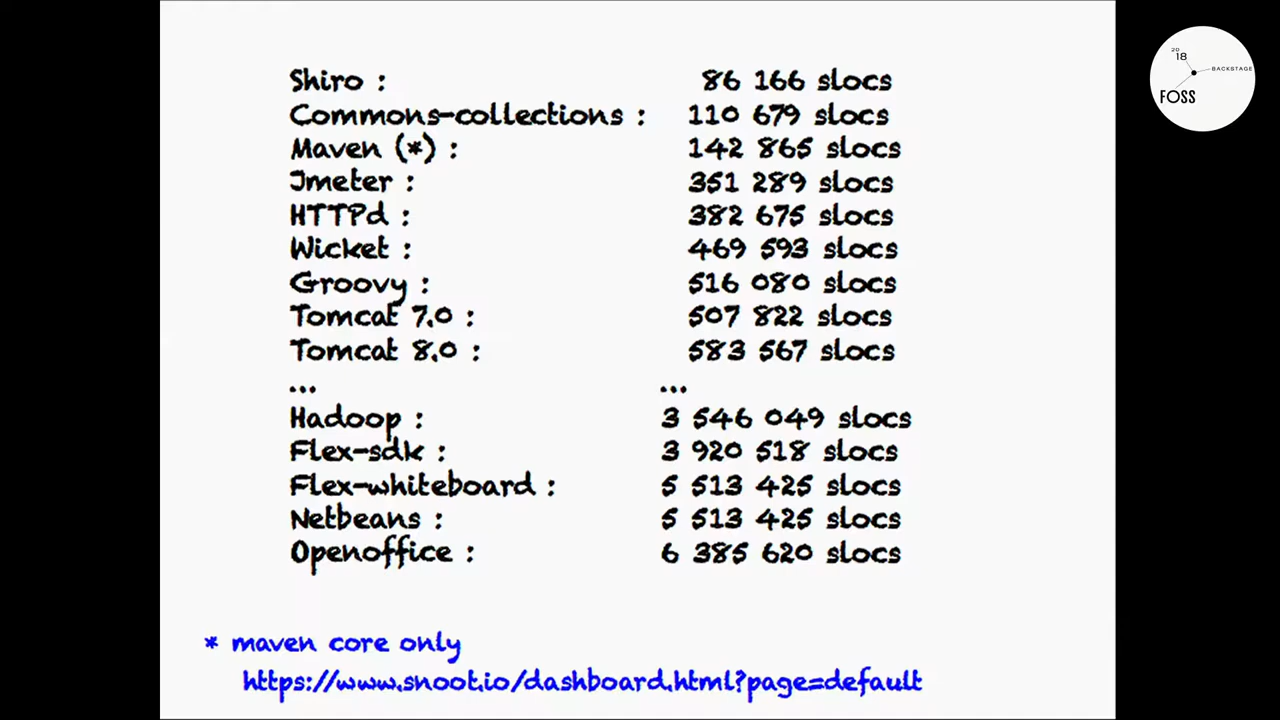 Shiro : 86 166 slocs
Commons-collections : 110 679 slocs
Maven (*) : 142 865 slocs
Jmeter : 351 289 slocs
HTTPd : 382 675 slocs
Wicket : 469 593 slocs
Groovy : 516 080 slocs
Tomcat 7.0 : 507 822 slocs
Tomcat 8.0 : 583 567 slocs
... ...
Hadoop : 3 546 049 slocs
Flex-sdk : 3 920 518 slocs
Flex-whiteboard : 5 513 425 slocs
Netbeans : 5 513 425 slocs
Openoffice : 6 385 620 slocs
* maven core only
https://www.snoot.io/dashboard.html?page=default
20
18
BACKSTAGE
FOSS